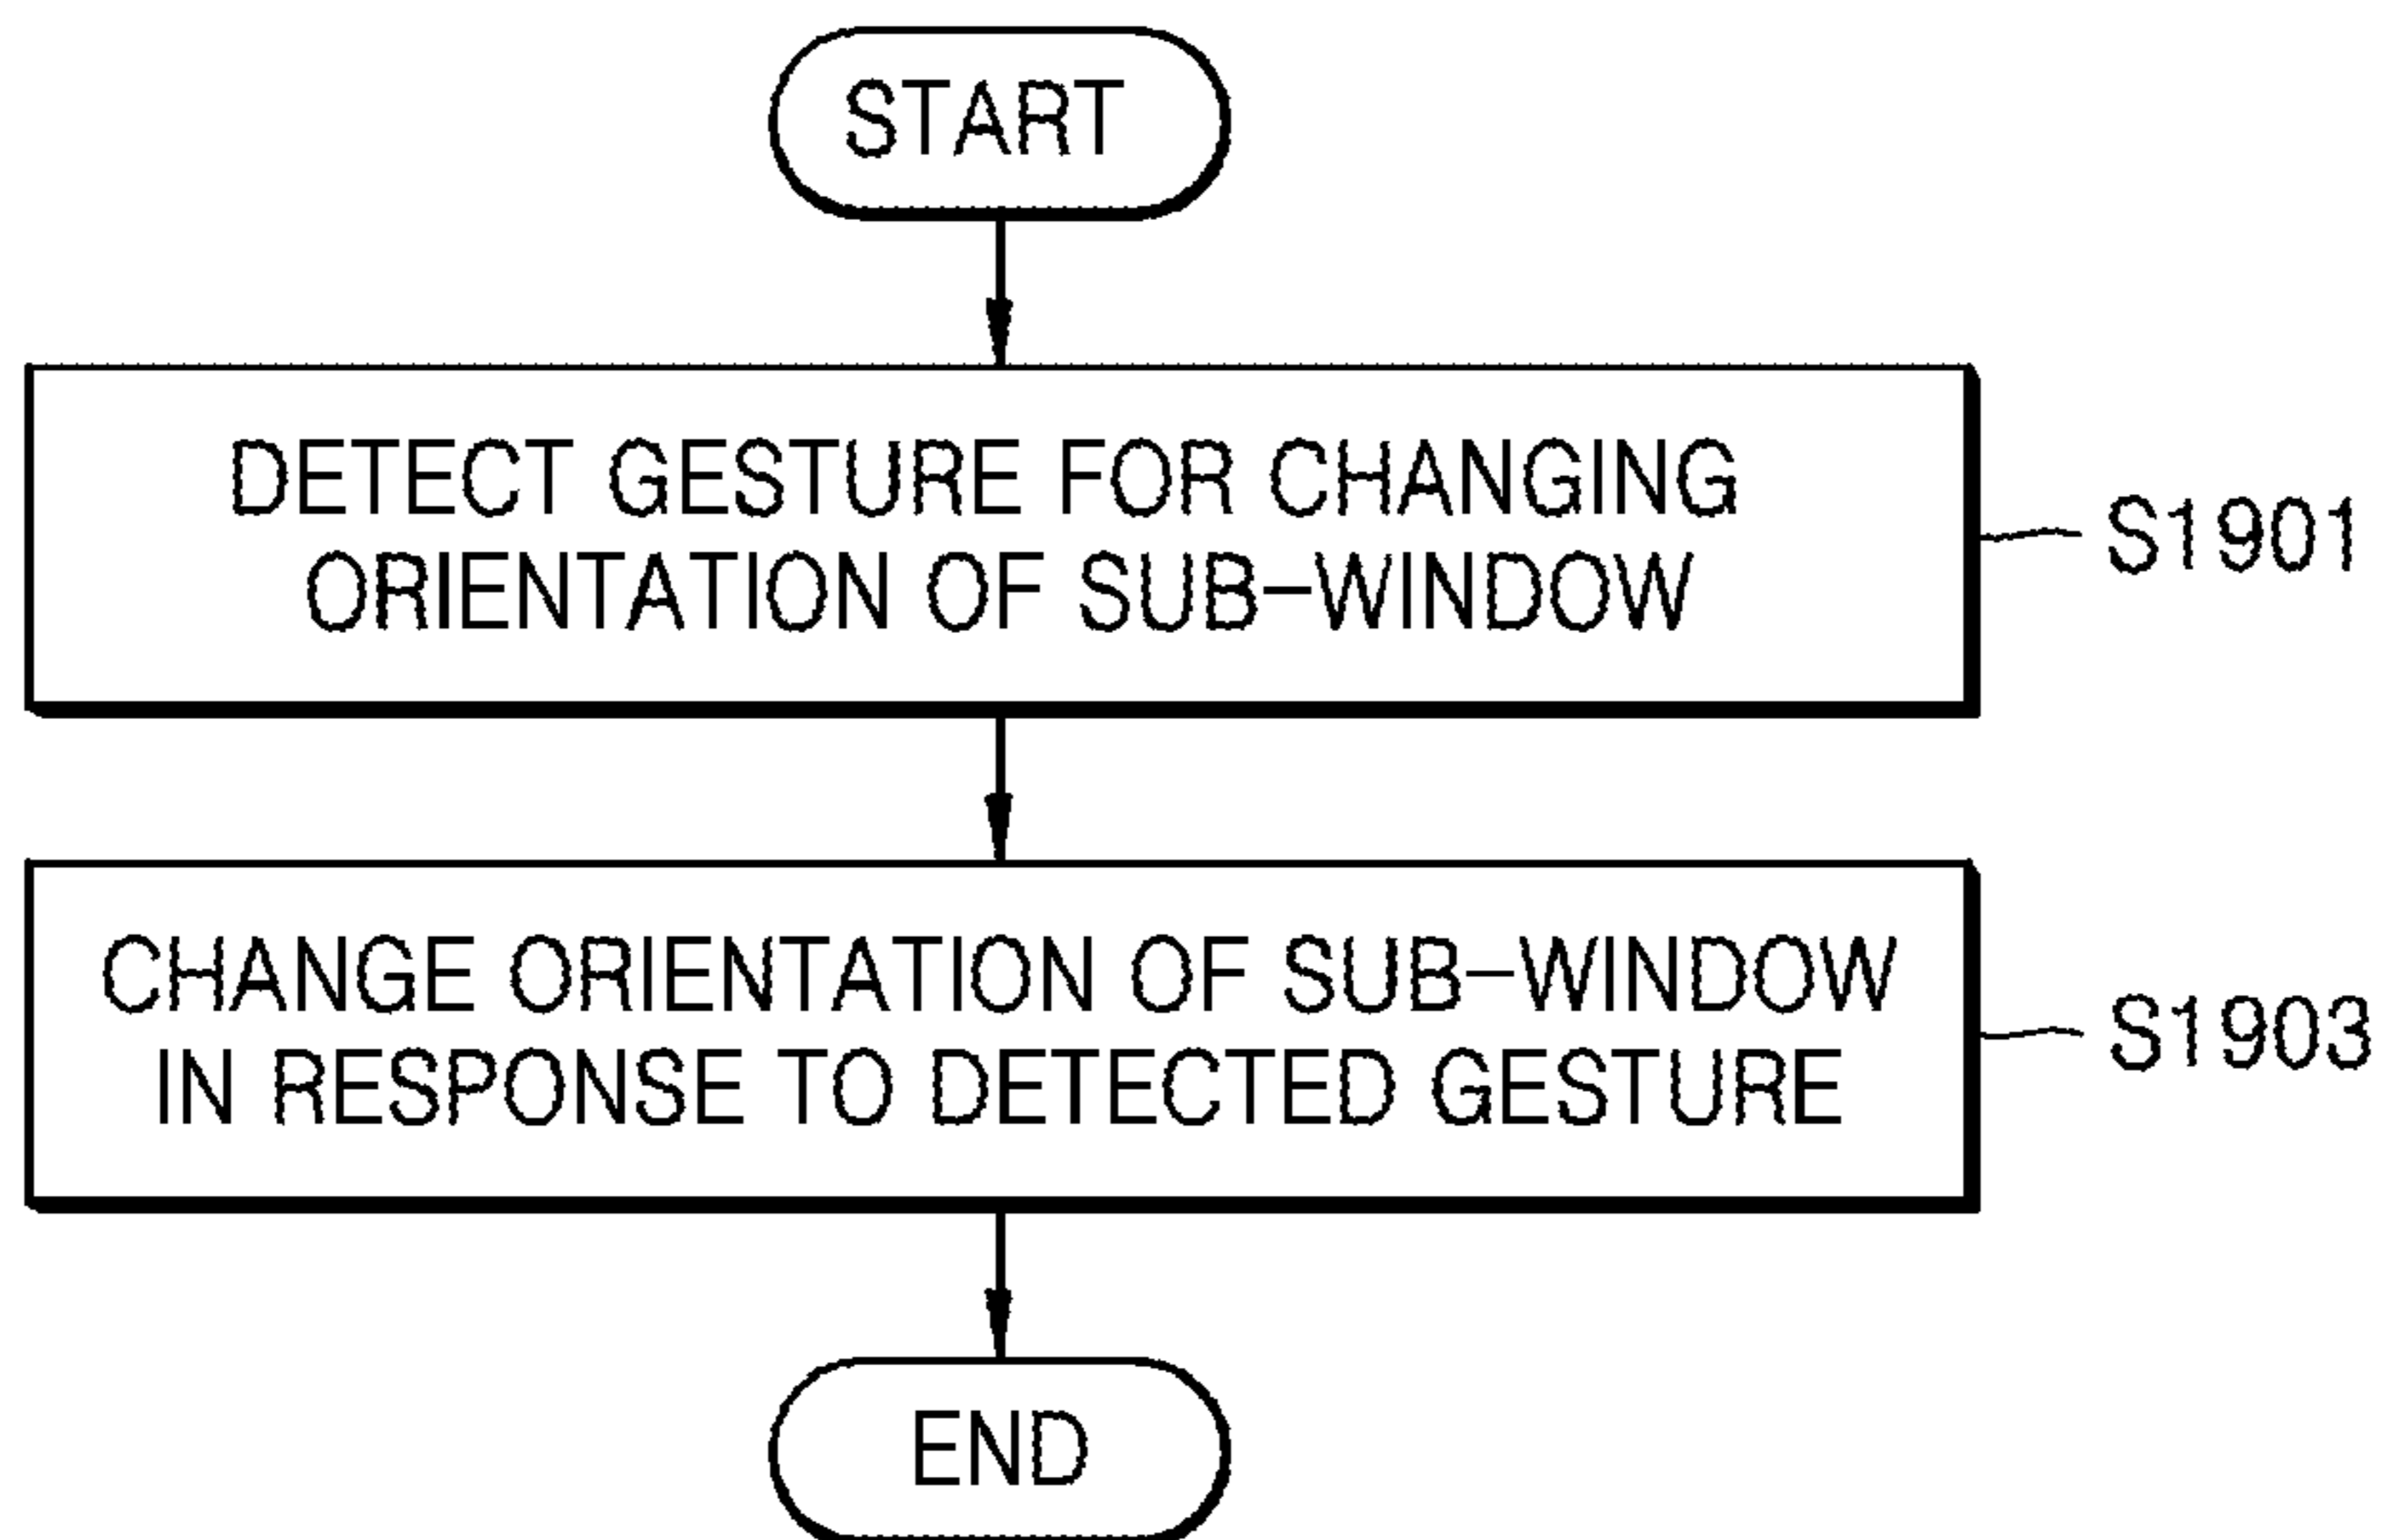 START
DETECT GESTURE FOR CHANGING
ORIENTATION OF SUB-WINDOW
S1901
CHANGE ORIENTATION OF SUB-WINDOW
IN RESPONSE TO DETECTED GESTURE
S1903
END